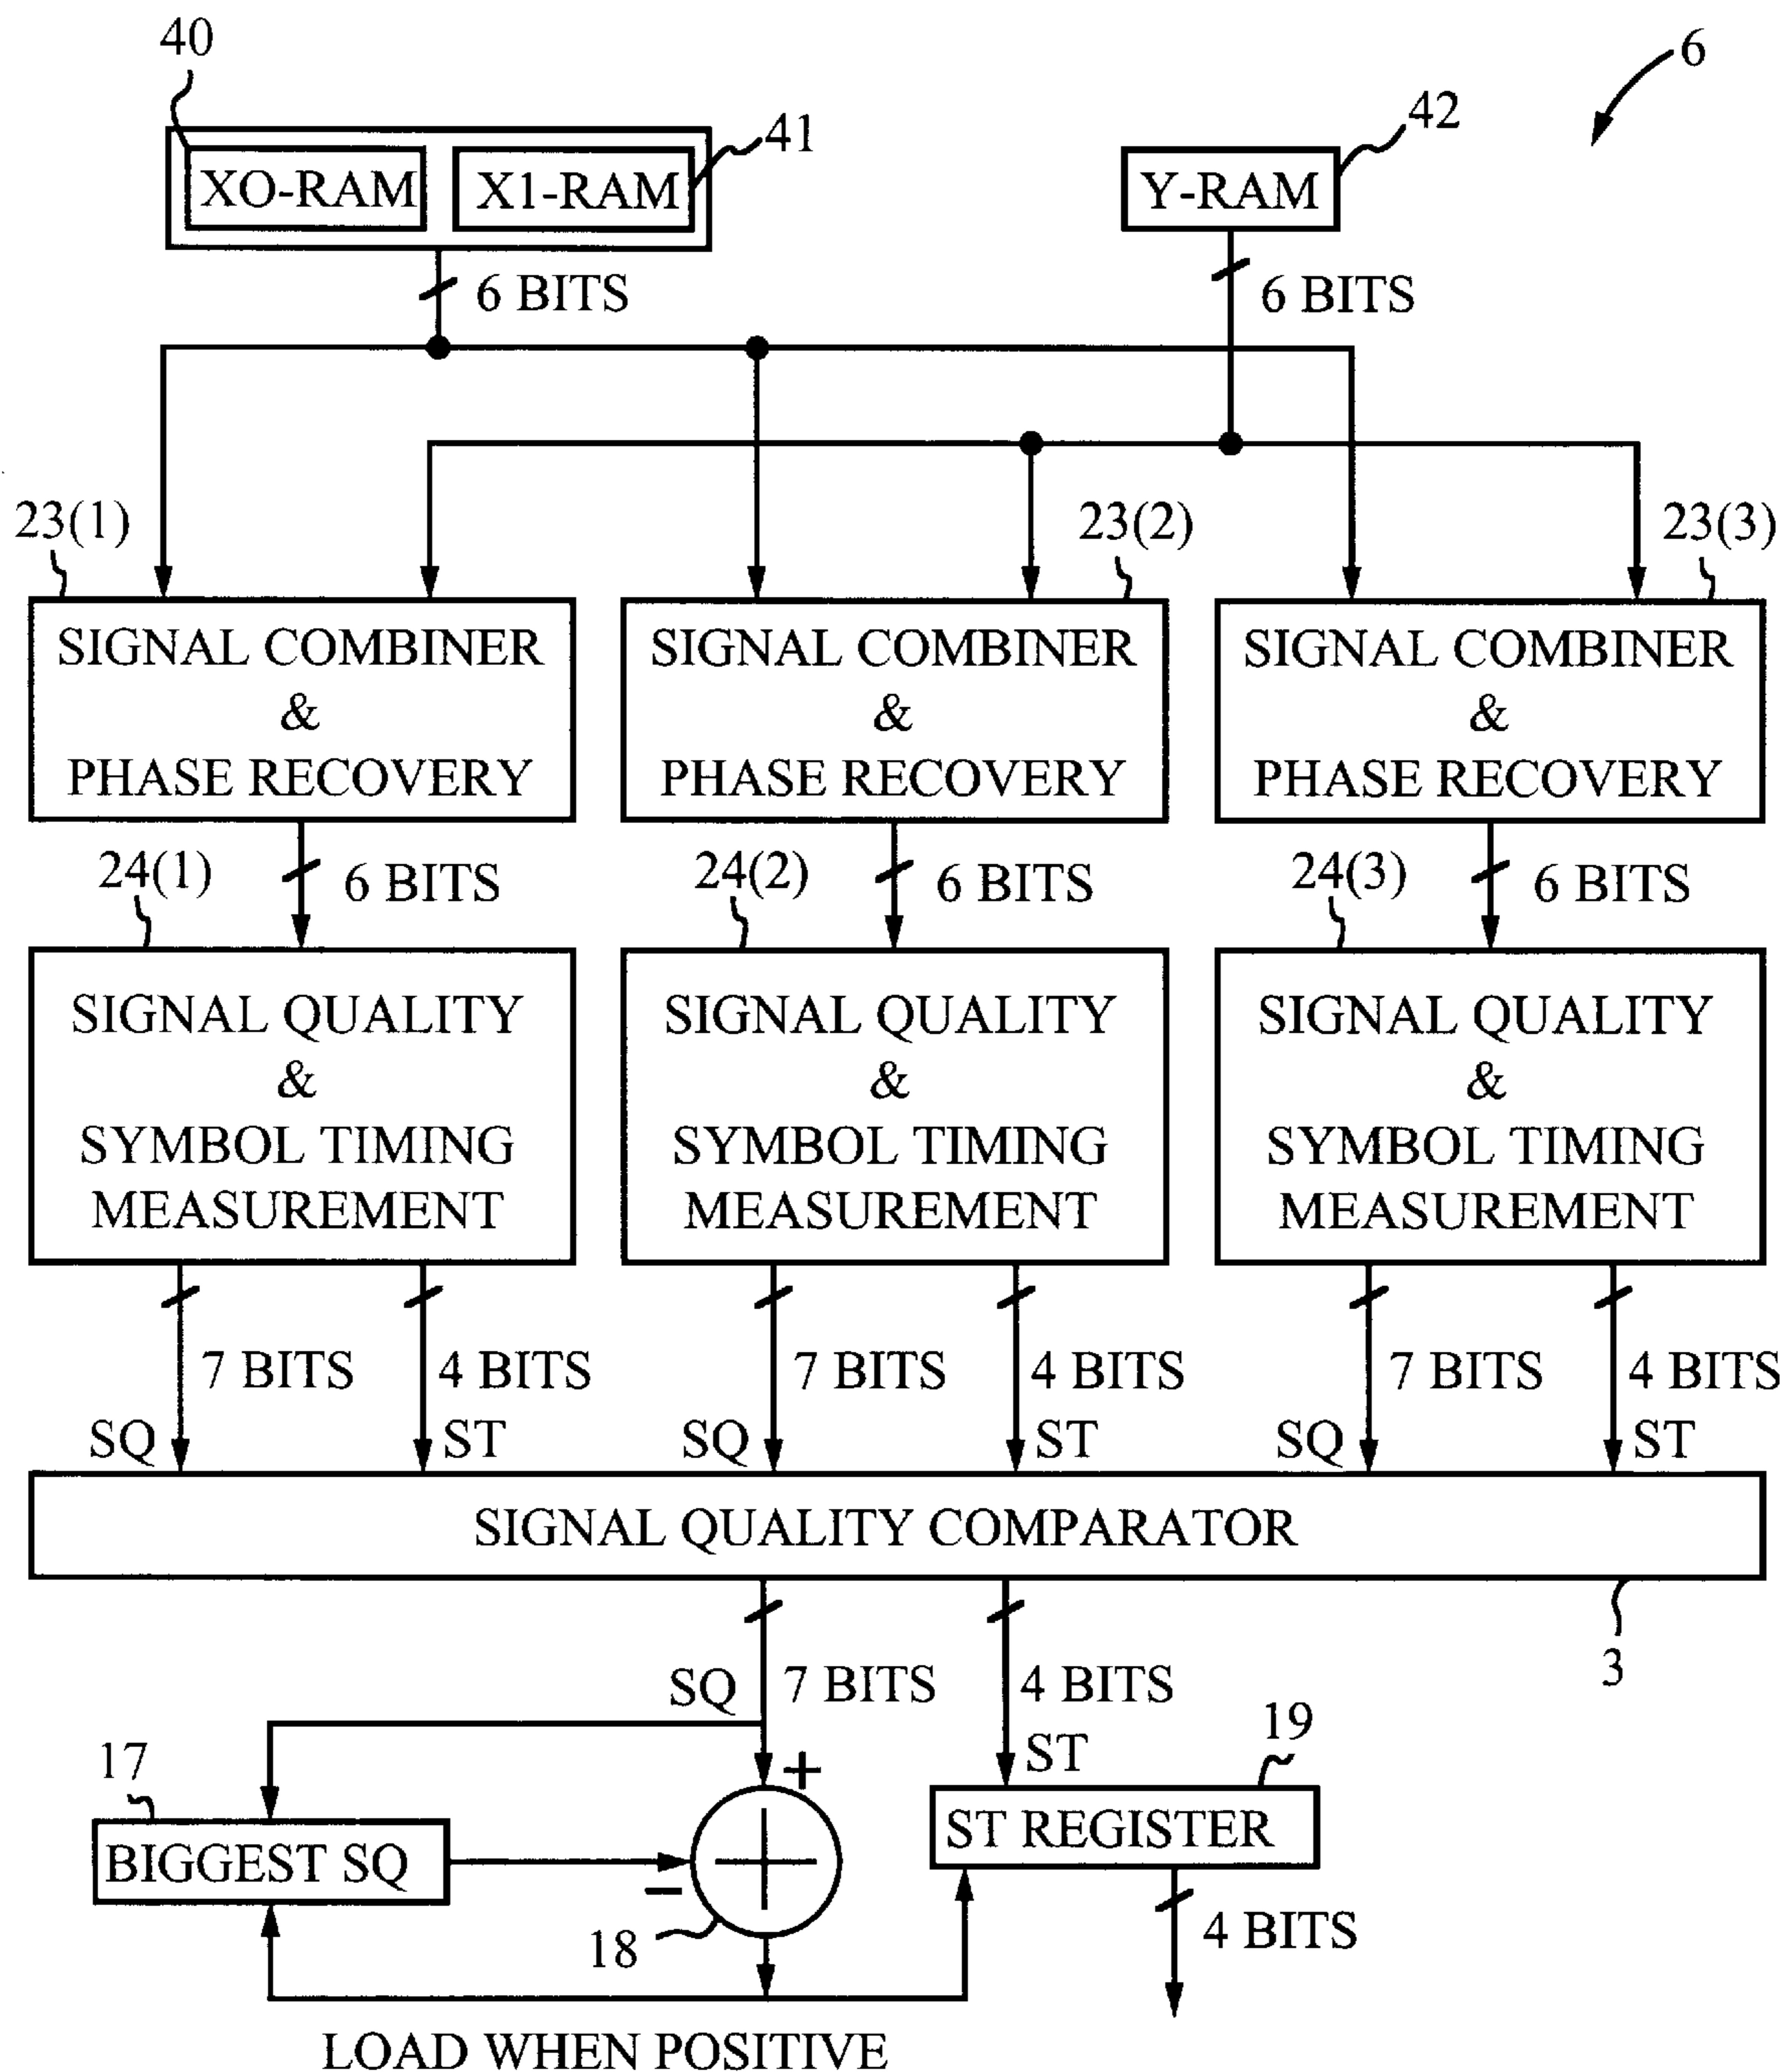 40
6
41
42
XO-RAM
X1-RAM
Y-RAM
6 BITS
6 BITS
23(1)
23(2)
23(3)
SIGNAL COMBINER
&
PHASE RECOVERY
SIGNAL COMBINER
&
PHASE RECOVERY
SIGNAL COMBINER
&
PHASE RECOVERY
24(1)
6 BITS
24(2)
6 BITS
24(3)
6 BITS
SIGNAL QUALITY
&
SYMBOL TIMING
MEASUREMENT
SIGNAL QUALITY
&
SYMBOL TIMING
MEASUREMENT
SIGNAL QUALITY
&
SYMBOL TIMING
MEASUREMENT
7 BITS
4 BITS
7 BITS
4 BITS
7 BITS
4 BITS
SQ
ST
SQ
ST
SQ
ST
SIGNAL QUALITY COMPARATOR
3
SQ
7 BITS
4 BITS
ST
19
17
+
BIGGEST SQ
−
ST REGISTER
18
4 BITS
LOAD WHEN POSITIVE